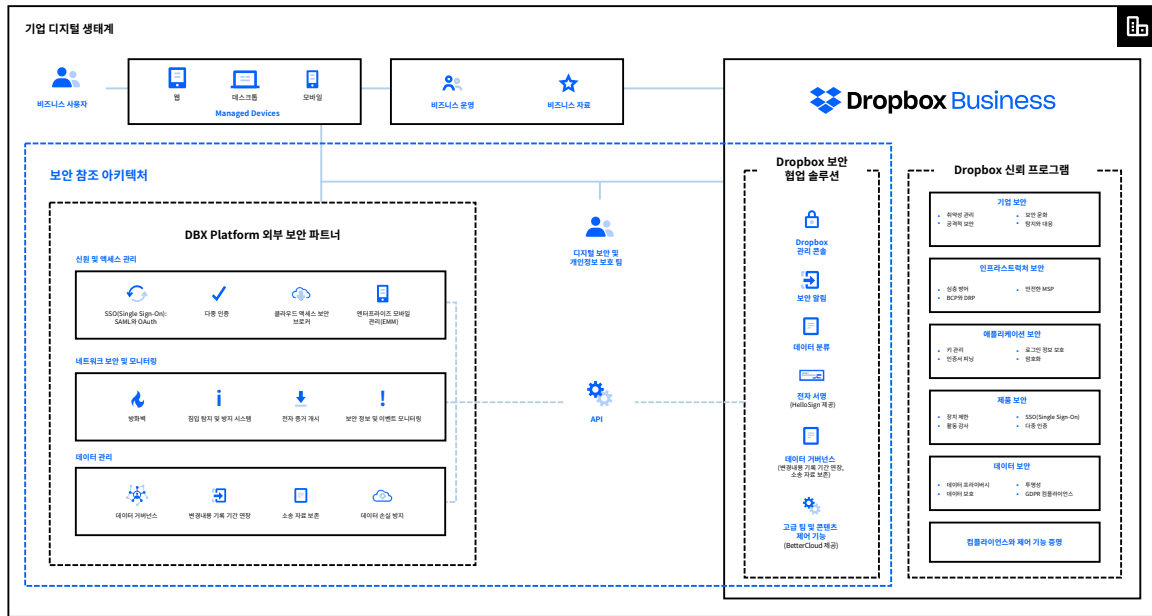 기업 디지털 생태계
비즈니스 사용자
웹
데스크톱
모바일
Managed Devices
비즈니스 운영
비즈니스 자료
Dropbox Business
보안 참조 아키텍처
DBX Platform 외부 보안 파트너
신원 및 액세스 관리
SSO(Single Sign-On):
SAML와 OAuth
다중 인증
클라우드 액세스 보안
브로커
엔터프라이즈 모바일
관리(EMM)
네트워크 보안 및 모니터링
방화벽
침입 탐지 및 방지 시스템
전자 증거 개시
보안 정보 및 이벤트 모니터링
데이터 관리
데이터 거버넌스
변경내용 기록 기간 연장
소송 자료 보존
데이터 손실 방지
디지털 보안 및
개인정보 보호 팀
API
Dropbox 보안
협업 솔루션
Dropbox
관리 콘솔
보안 알림
데이터 분류
전자 서명
(HelloSign 제공)
데이터 거버넌스
(변경내용 기록 기간 연장,
소송 자료 보존)
고급 팀 및 콘텐츠
제어 기능
(BetterCloud 제공)
Dropbox 신뢰 프로그램
기업 보안
• 취약성 관리
• 공격적 보안
• 보안 문화
• 탐지와 대응
인프라스트럭처 보안
• 심층 방어
• BCP와 DRP
• 안전한 MSP
애플리케이션 보안
• 키 관리
• 인증서 피닝
• 로그인 정보 보호
• 암호화
제품 보안
• 장치 제한
• 활동 감사
• SSO(Single Sign-On)
• 다중 인증
데이터 보안
• 데이터 프라이버시
• 데이터 보호
• 투명성
• GDPR 컴플라이언스
컴플라이언스와 제어 기능 증명